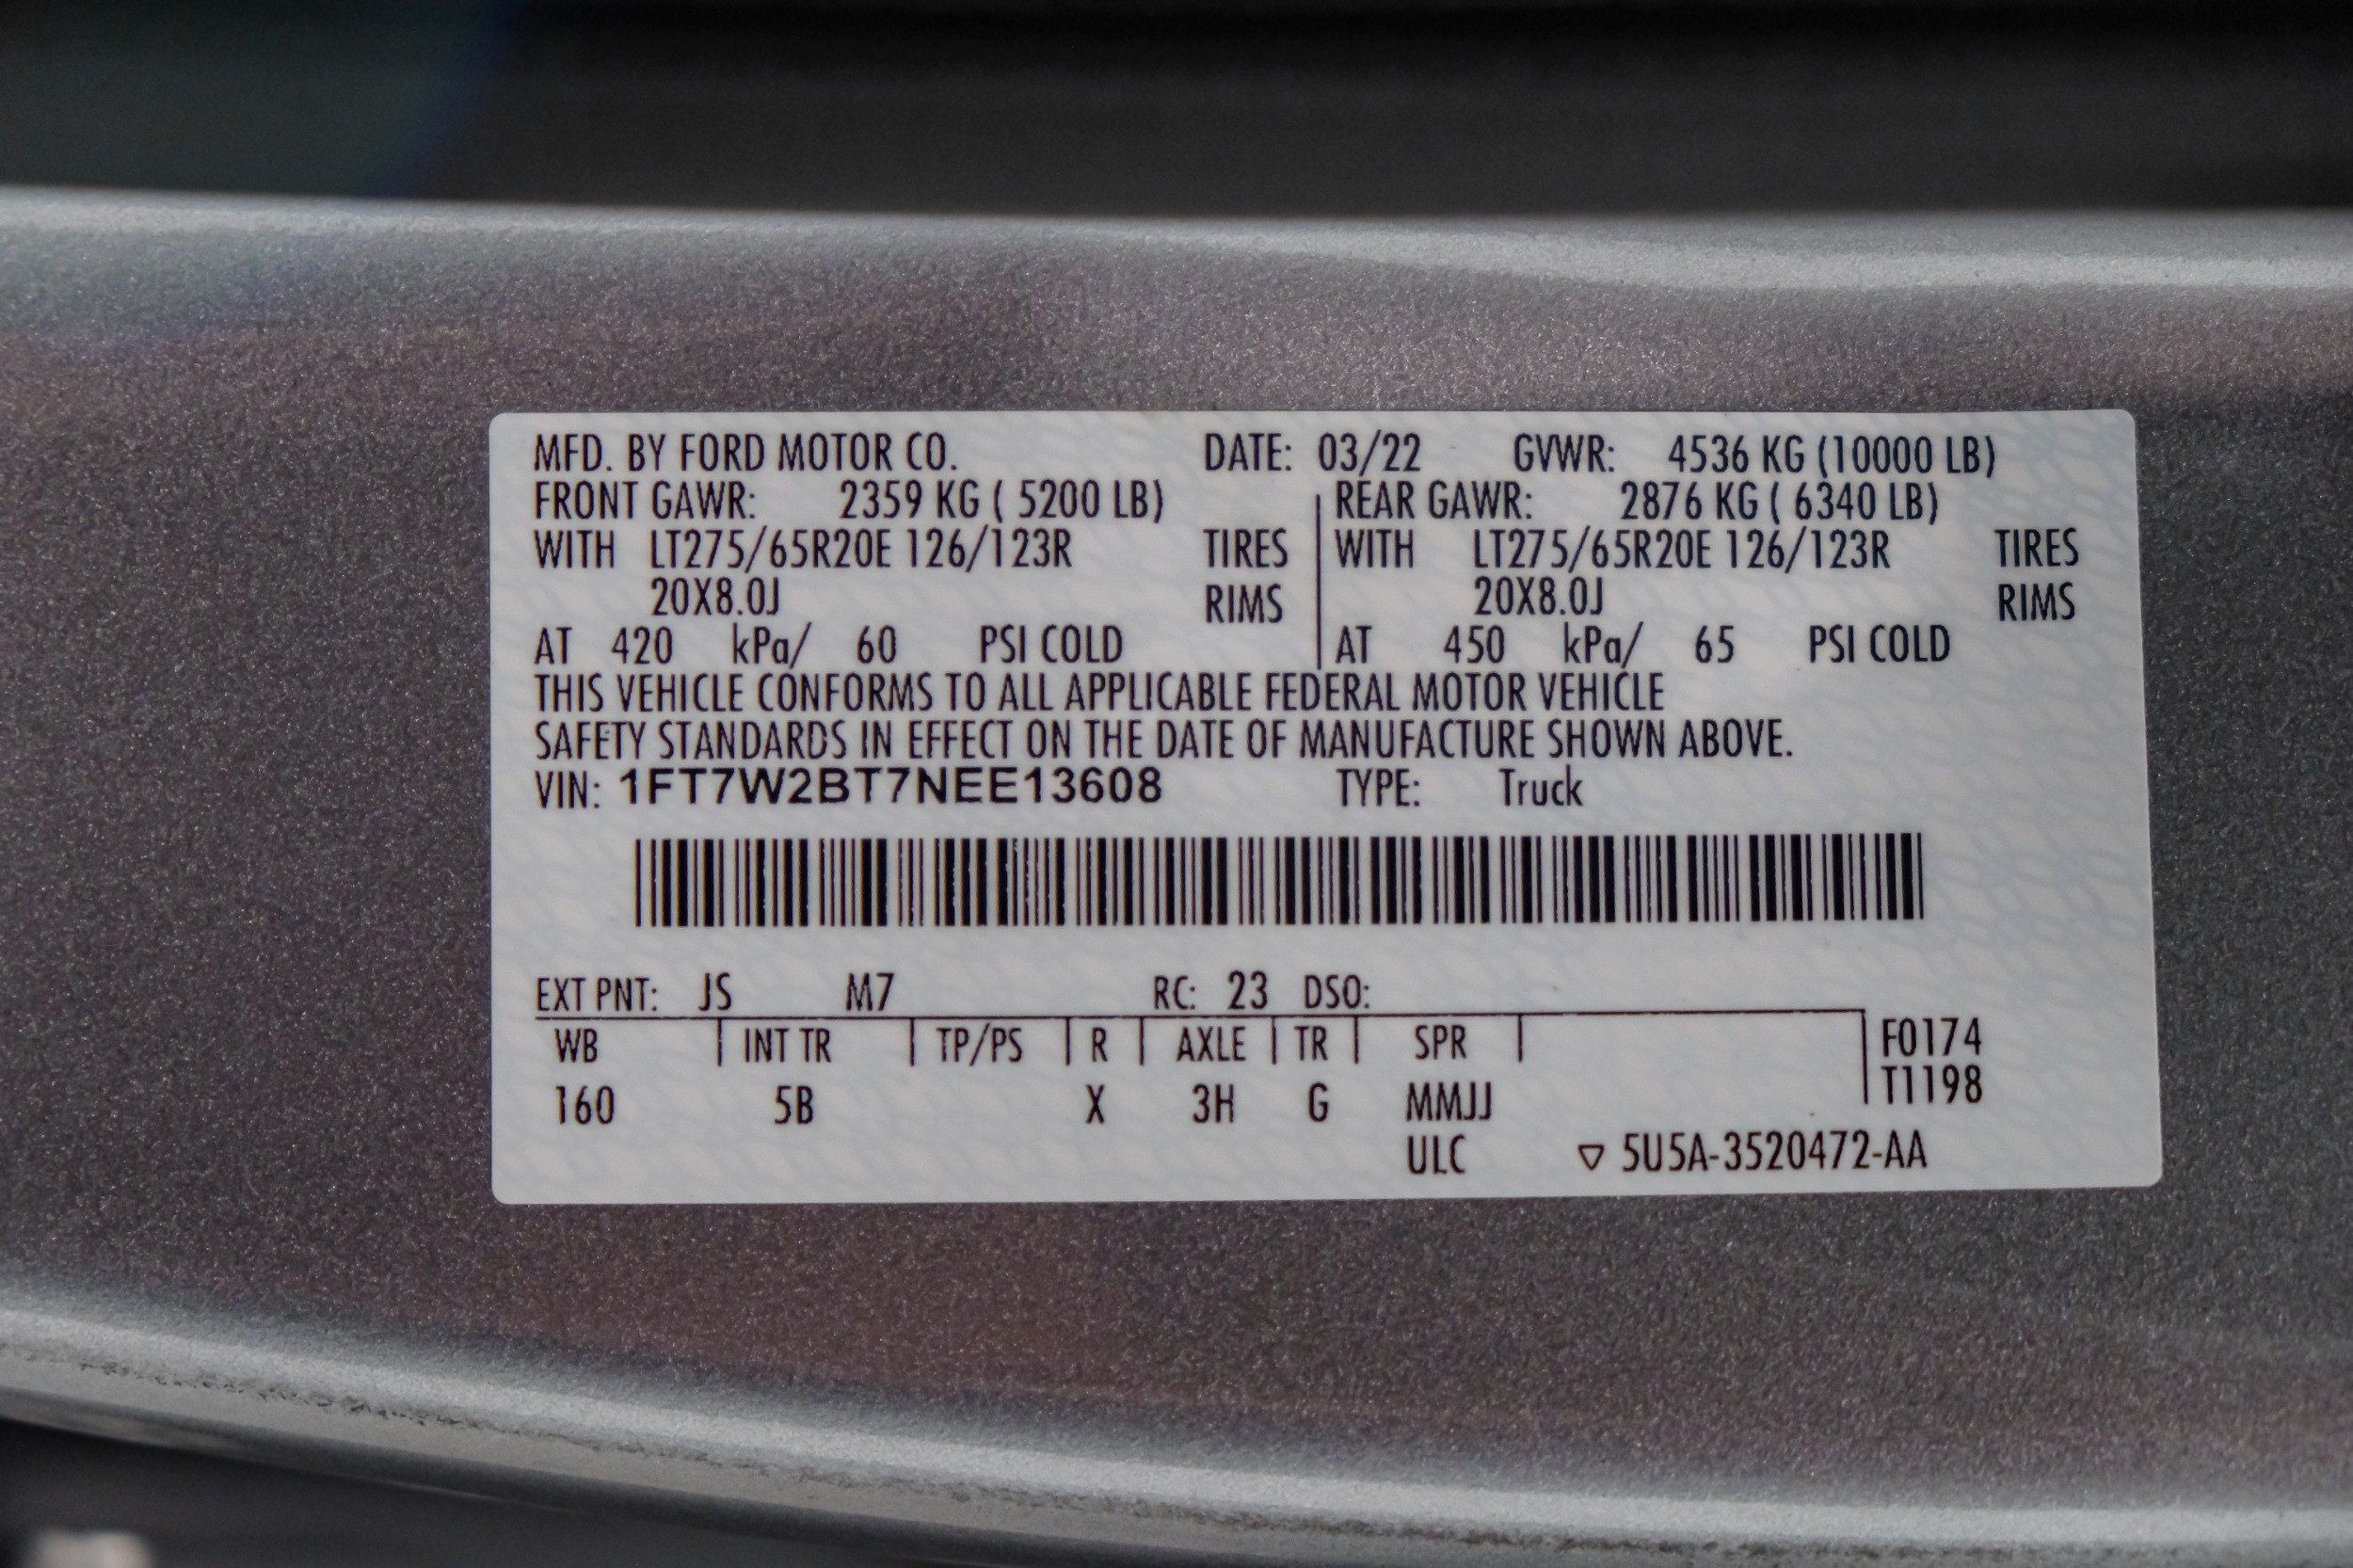 MFD. BY FORD MOTOR CO. DATE: 03/22 GVWR: 4536 KG (10000 LB)
FRONT GAWR: 2359 KG ( 5200 LB) REAR GAWR: 2876 KG ( 6340 LB)
WITH LT275/65R20E 126/123R TIRES WITH LT275/65R20E 126/123R TIRES
20X8.0J RIMS 20X8.0J RIMS
AT 420 kPa/ 60 PSI COLD AT 450 kPa/ 65 PSI COLD
THIS VEHICLE CONFORMS TO ALL APPLICABLE FEDERAL MOTOR VEHICLE
SAFETY STANDARDS IN EFFECT ON THE DATE OF MANUFACTURE SHOWN ABOVE.
VIN: 1FT7W2BT7NEE13608 TYPE: Truck
EXT PNT: JS M7 RC: 23 DSO:
WB INT TR TP/PS R AXLE TR SPR F0174
160 5B X 3H G MMJJ T1198
ULC ▽ 5U5A-3520472-AA